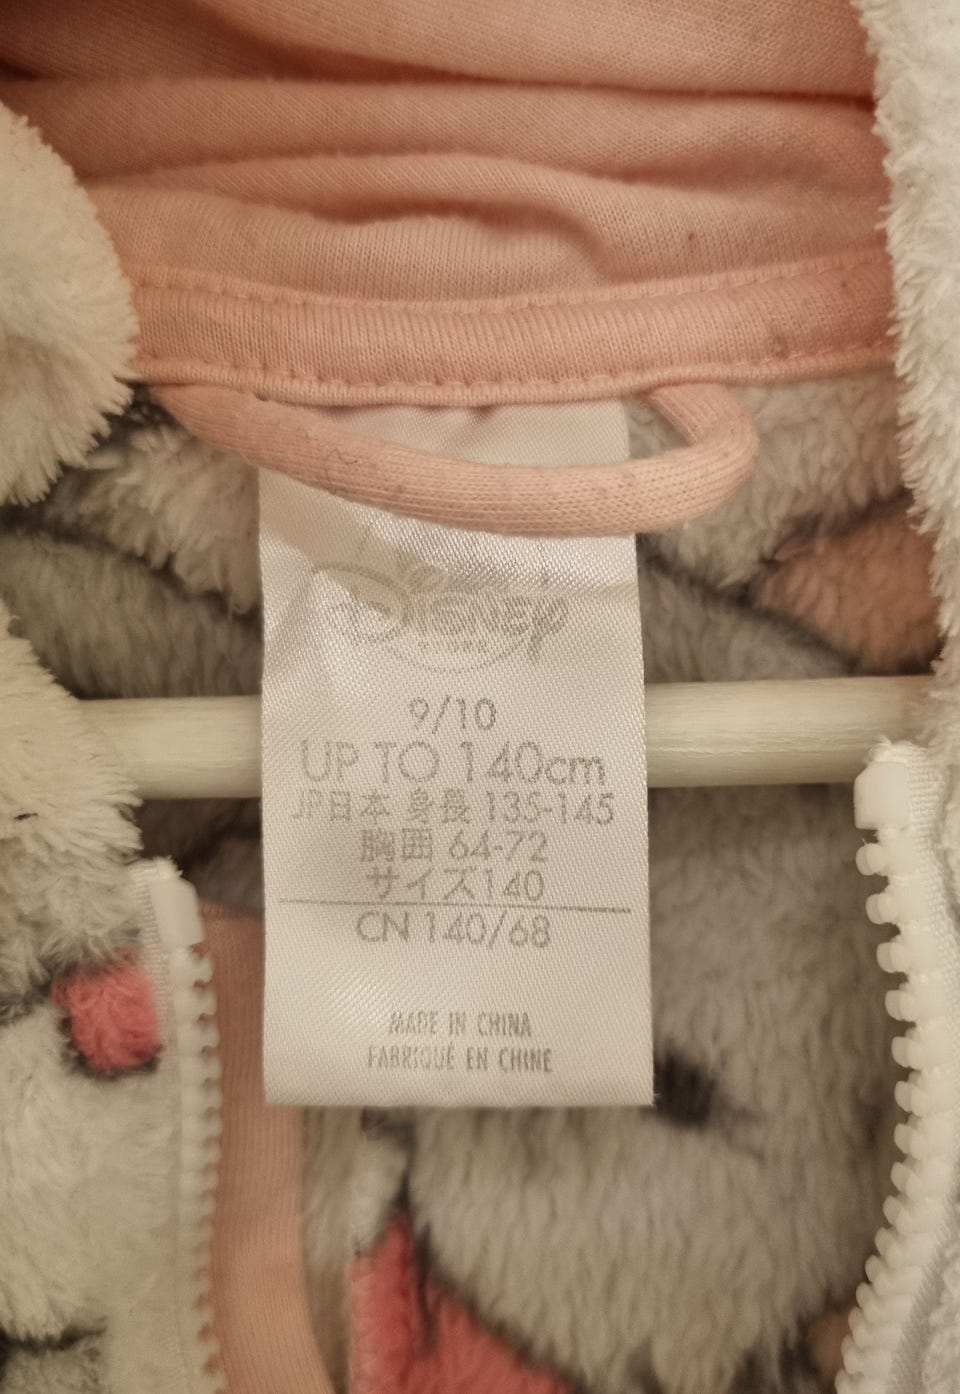 DISNEY
STORE
9/10
UP TO 140cm
JP日本 身長 135-145
胸囲 64-72
サイズ140
CN 140/68
MADE IN CHINA
FABRIQUÉ EN CHINE